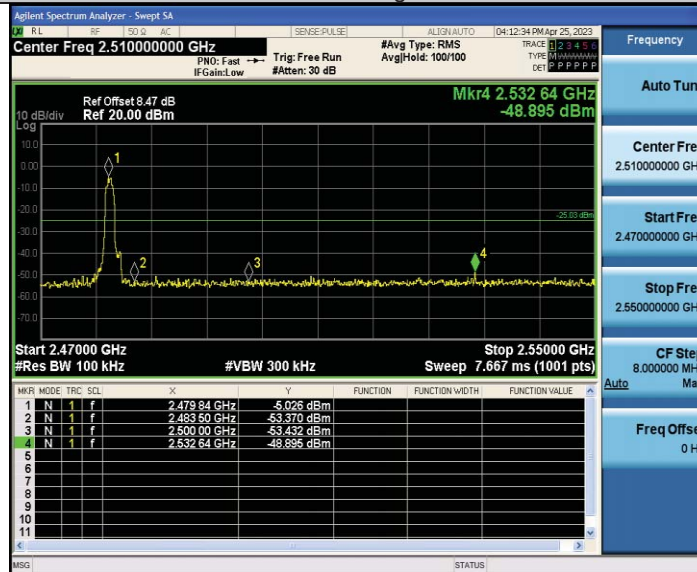 Agilent Spectrum Analyzer - Swept SA
RL RF 50 Ω AC SENSE:PULSE ALIGN AUTO 04:12:34 PM Apr 25, 2023
Center Freq 2.510000000 GHz #Avg Type: RMS TRACE 1 2 3 4 5 6
PNO: Fast Trig: Free Run Avg|Hold: 100/100 TYPE M
IFGain:Low #Atten: 30 dB DET P P P P P P
Frequency
Auto Tun
Mkr4 2.532 64 GHz
Ref Offset 8.47 dB
10 dB/div Ref 20.00 dBm -48.895 dBm
Log
10.0
0.00
-10.0
-20.0
-30.0
-40.0
-50.0
-60.0
-70.0
1
2
3
4
-25.03 dBm
Center Fre
2.510000000 GH
Start Fre
2.470000000 GH
Stop Fre
2.550000000 GH
Start 2.47000 GHz Stop 2.55000 GHz
#Res BW 100 kHz #VBW 300 kHz Sweep 7.667 ms (1001 pts)
CF Step
8.000000 MH
Auto Ma
Freq Offse
0 H
MKR MODE TRC SCL X Y FUNCTION FUNCTION WIDTH FUNCTION VALUE
1 N 1 f 2.479 84 GHz -5.026 dBm
2 N 1 f 2.483 50 GHz -53.370 dBm
3 N 1 f 2.500 00 GHz -53.432 dBm
4 N 1 f 2.532 64 GHz -48.895 dBm
5
6
7
8
9
10
11
MSG STATUS